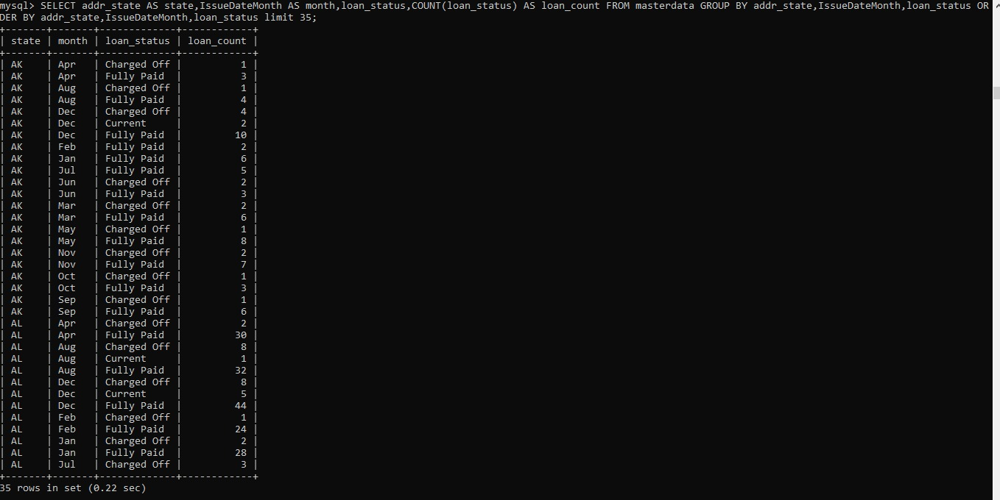 mysql> SELECT addr_state AS state,IssueDateMonth AS month,loan_status,COUNT(loan_status) AS loan_count FROM masterdata GROUP BY addr_state,IssueDateMonth,loan_status OR
DER BY addr_state,IssueDateMonth,loan_status limit 35;
+-------+-------+-------------+------------+
| state | month | loan_status | loan_count |
+-------+-------+-------------+------------+
| AK    | Apr   | Charged Off |          1 |
| AK    | Apr   | Fully Paid  |          3 |
| AK    | Aug   | Charged Off |          1 |
| AK    | Aug   | Fully Paid  |          4 |
| AK    | Dec   | Charged Off |          4 |
| AK    | Dec   | Current     |          2 |
| AK    | Dec   | Fully Paid  |         10 |
| AK    | Feb   | Fully Paid  |          2 |
| AK    | Jan   | Fully Paid  |          6 |
| AK    | Jul   | Fully Paid  |          5 |
| AK    | Jun   | Charged Off |          2 |
| AK    | Jun   | Fully Paid  |          3 |
| AK    | Mar   | Charged Off |          2 |
| AK    | Mar   | Fully Paid  |          6 |
| AK    | May   | Charged Off |          1 |
| AK    | May   | Fully Paid  |          8 |
| AK    | Nov   | Charged Off |          2 |
| AK    | Nov   | Fully Paid  |          7 |
| AK    | Oct   | Charged Off |          1 |
| AK    | Oct   | Fully Paid  |          3 |
| AK    | Sep   | Charged Off |          1 |
| AK    | Sep   | Fully Paid  |          6 |
| AL    | Apr   | Charged Off |          2 |
| AL    | Apr   | Fully Paid  |         30 |
| AL    | Aug   | Charged Off |          8 |
| AL    | Aug   | Current     |          1 |
| AL    | Aug   | Fully Paid  |         32 |
| AL    | Dec   | Charged Off |          8 |
| AL    | Dec   | Current     |          5 |
| AL    | Dec   | Fully Paid  |         44 |
| AL    | Feb   | Charged Off |          1 |
| AL    | Feb   | Fully Paid  |         24 |
| AL    | Jan   | Charged Off |          2 |
| AL    | Jan   | Fully Paid  |         28 |
| AL    | Jul   | Charged Off |          3 |
+-------+-------+-------------+------------+
35 rows in set (0.22 sec)